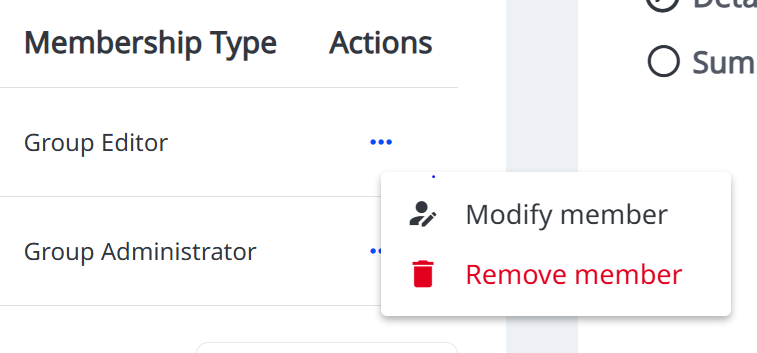 Membership Type Actions
Group Editor
Modify member
Group Administrator
Remove member